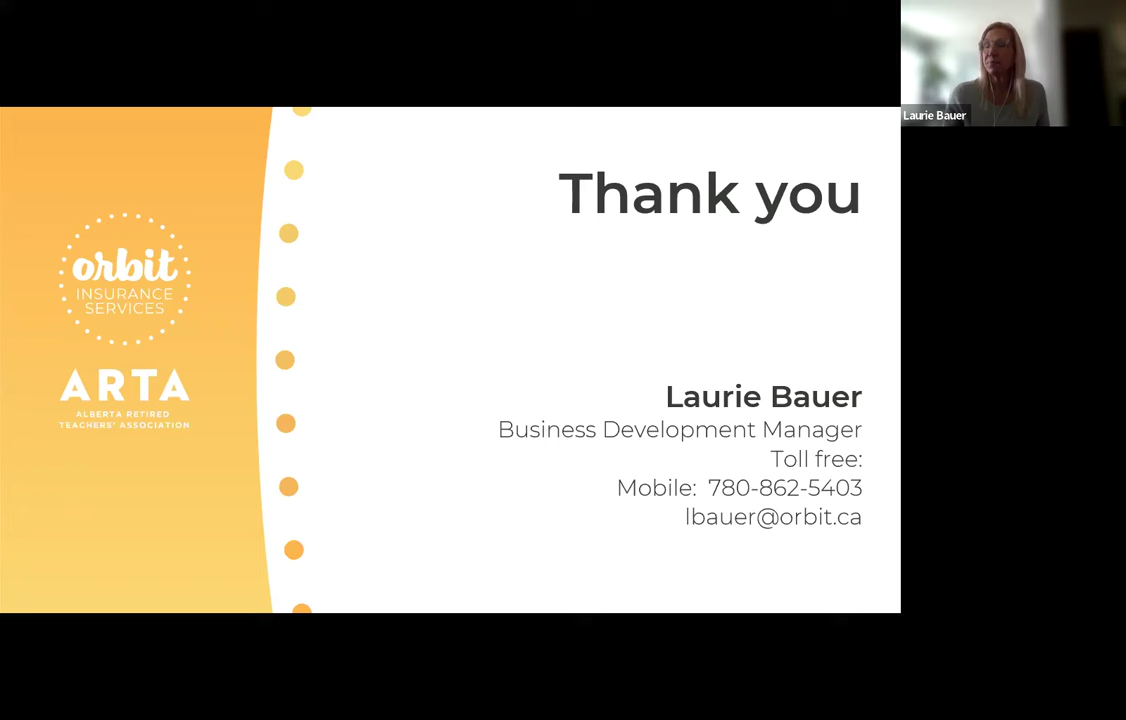 Laurie Bauer
Thank you
orbit
INSURANCE
SERVICES
ARTA
ALBERTA RETIRED
TEACHERS' ASSOCIATION
Laurie Bauer
Business Development Manager
Toll free:
Mobile: 780-862-5403
lbauer@orbit.ca